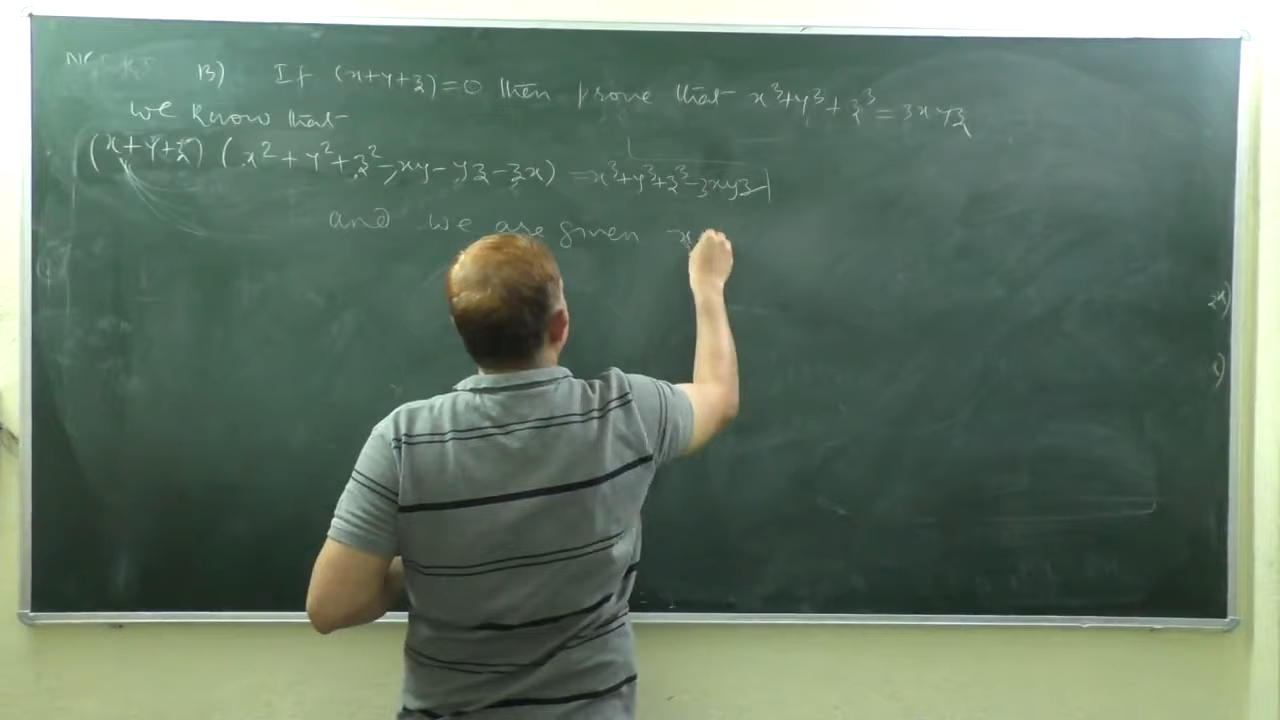 13) If (x+y+z)=0 then prove that x³+y³+z³=3xyz
We know that
(x+y+z) (x²+y²+z²-xy-yz-zx) =x³+y³+z³-3xyz
and we are given x